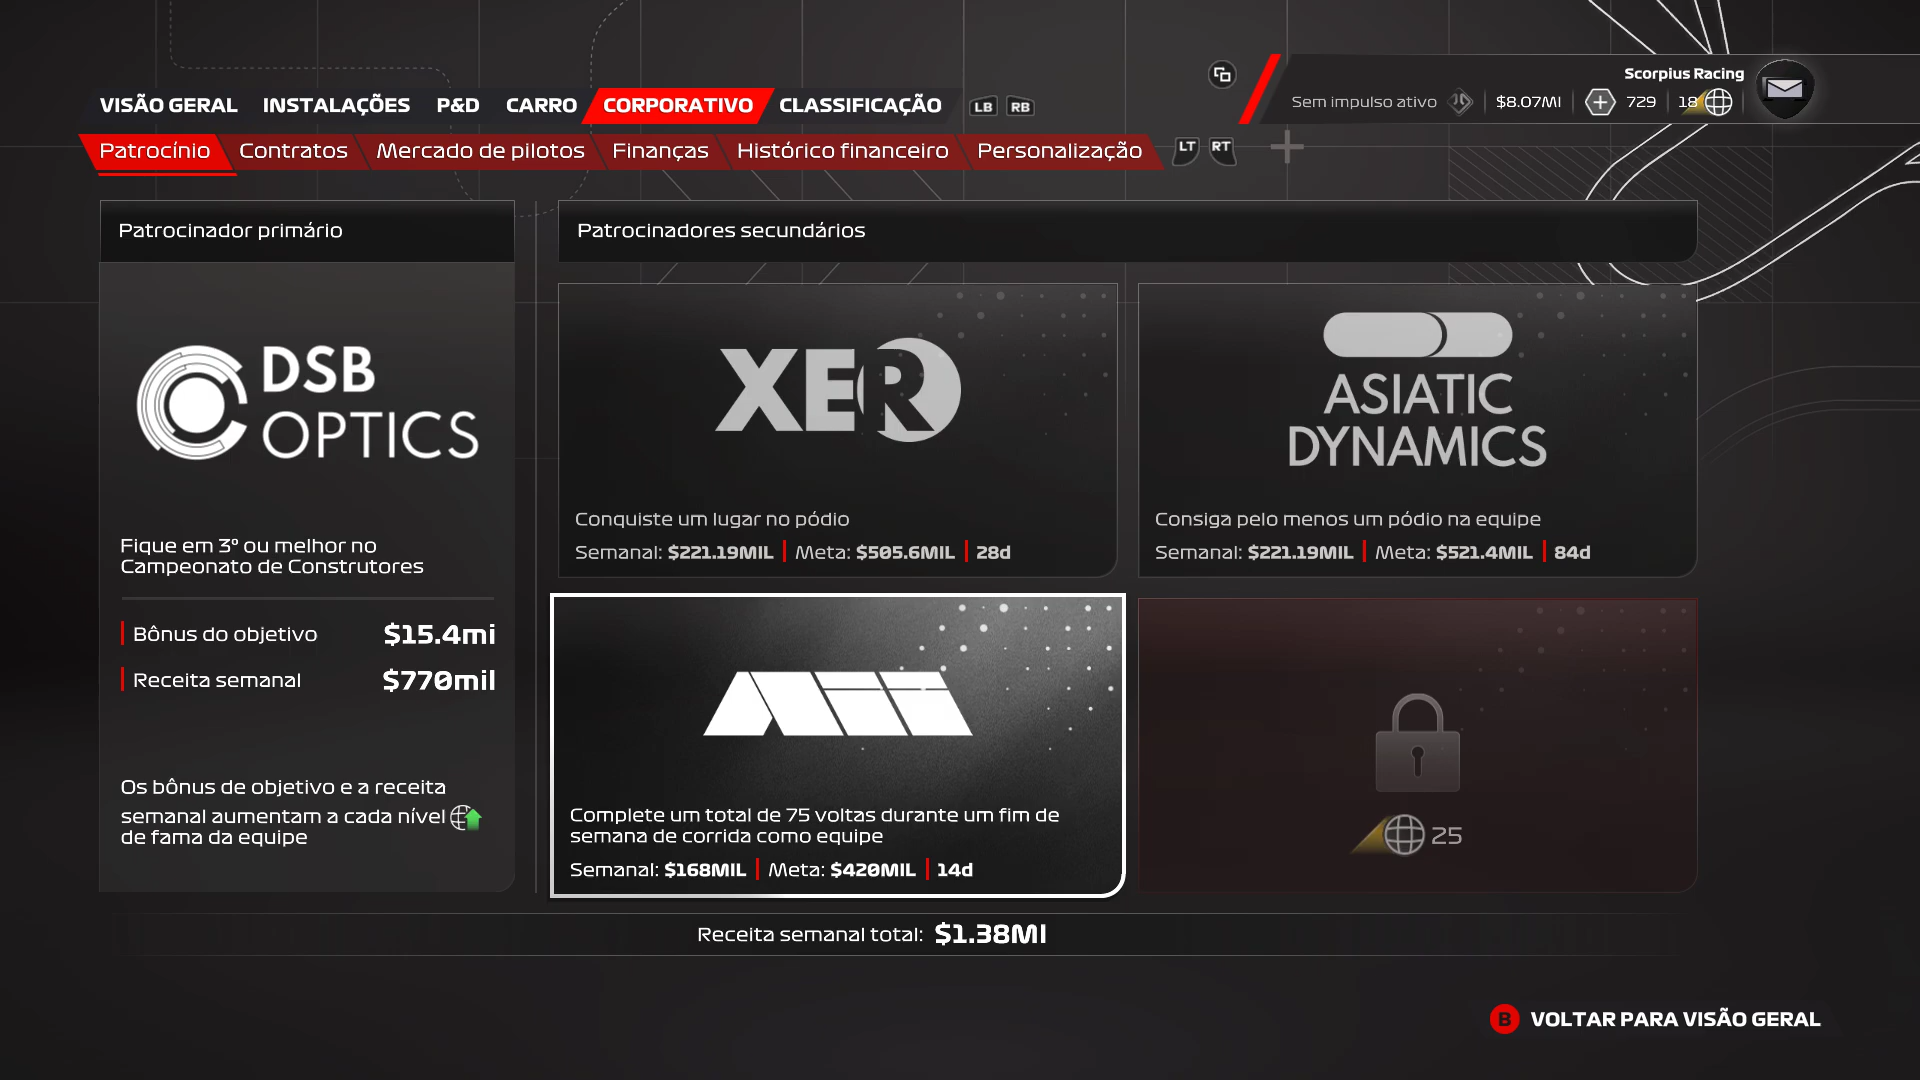 Scorpius Racing
Sem impulso ativo $8.07MI 729 18
VISÃO GERAL INSTALAÇÕES P&D CARRO CORPORATIVO CLASSIFICAÇÃO LB RB
Patrocínio Contratos Mercado de pilotos Finanças Histórico financeiro Personalização LT RT
Patrocinador primário
DSB
OPTICS
Fique em 3º ou melhor no
Campeonato de Construtores
Bônus do objetivo $15.4mi
Receita semanal $770mil
Os bônus de objetivo e a receita
semanal aumentam a cada nível
de fama da equipe
Patrocinadores secundários
XER
Conquiste um lugar no pódio
Semanal: $221.19MIL Meta: $505.6MIL 28d
ASIATIC
DYNAMICS
Consiga pelo menos um pódio na equipe
Semanal: $221.19MIL Meta: $521.4MIL 84d
Complete um total de 75 voltas durante um fim de
semana de corrida como equipe
Semanal: $168MIL Meta: $420MIL 14d
25
Receita semanal total: $1.38MI
B VOLTAR PARA VISÃO GERAL